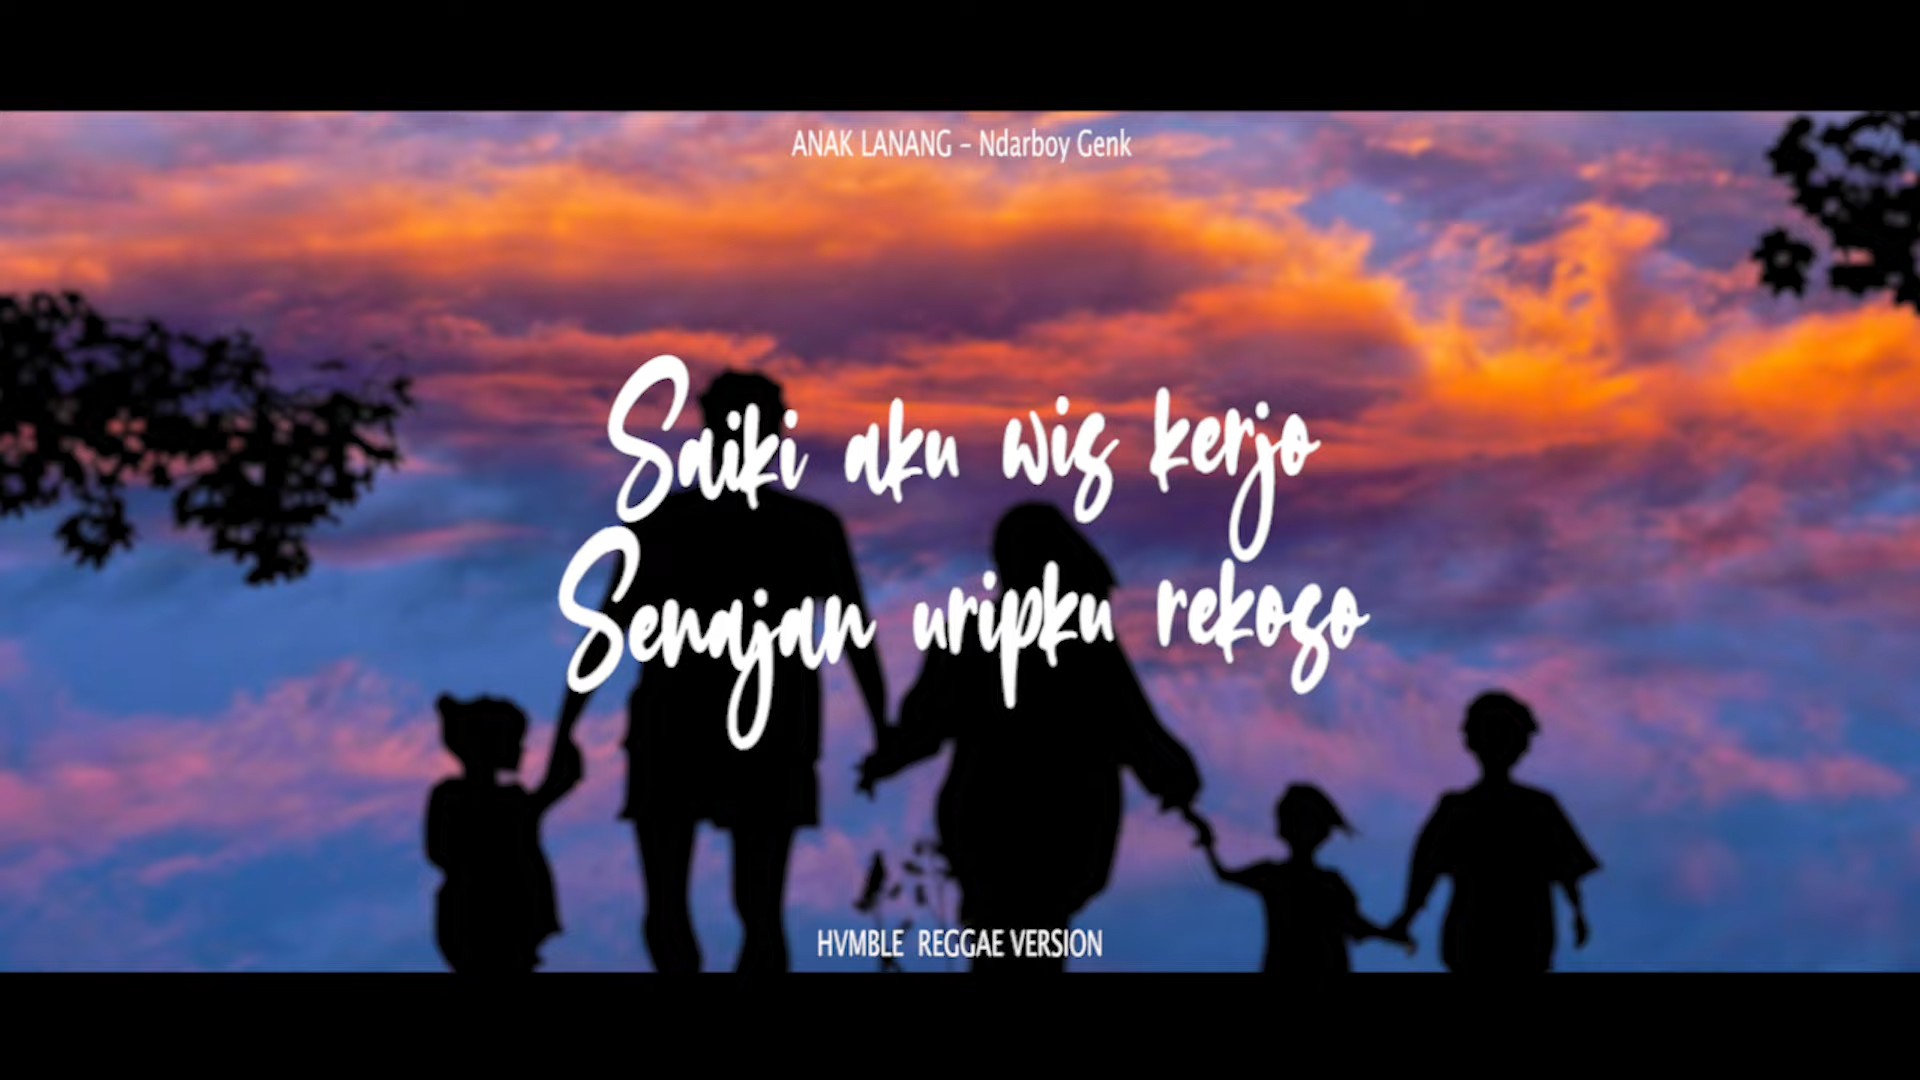 ANAK LANANG - Ndarboy Genk
Saiki aku wis kerjo
Senajan uripku rekoso
HVMBLE REGGAE VERSION